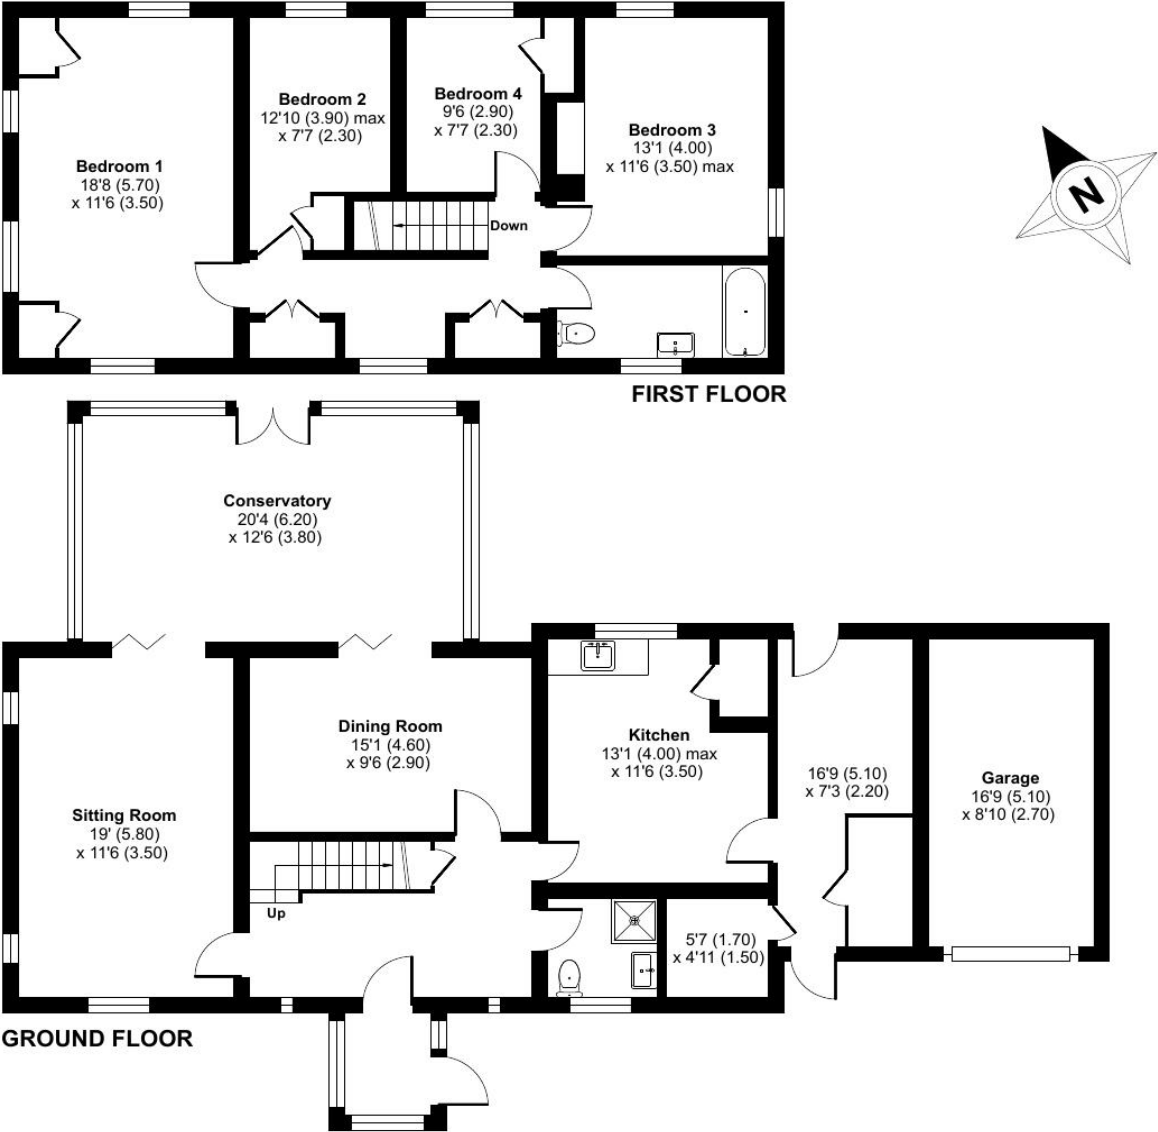 Bedroom 1
18'8 (5.70)
x 11'6 (3.50)
Bedroom 2
12'10 (3.90) max
x 7'7 (2.30)
Bedroom 4
9'6 (2.90)
x 7'7 (2.30)
Bedroom 3
13'1 (4.00)
x 11'6 (3.50) max
Down
N
FIRST FLOOR
Conservatory
20'4 (6.20)
x 12'6 (3.80)
Sitting Room
19' (5.80)
x 11'6 (3.50)
Dining Room
15'1 (4.60)
x 9'6 (2.90)
Kitchen
13'1 (4.00) max
x 11'6 (3.50)
16'9 (5.10)
x 7'3 (2.20)
Garage
16'9 (5.10)
x 8'10 (2.70)
Up
5'7 (1.70)
x 4'11 (1.50)
GROUND FLOOR